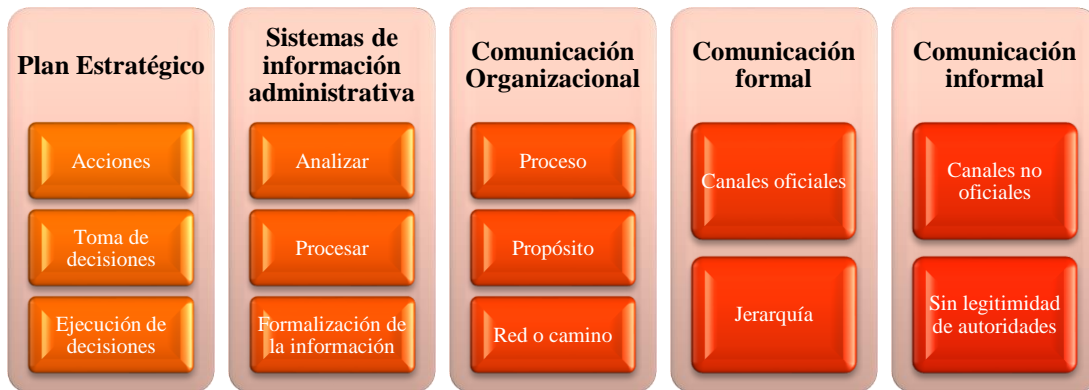 Plan Estratégico
Acciones
Toma de
decisiones
Ejecución de
decisiones
Sistemas de
información
administrativa
Analizar
Procesar
Formalización de
la información
Comunicación
Organizacional
Proceso
Propósito
Red o camino
Comunicación
formal
Canales oficiales
Jerarquía
Comunicación
informal
Canales no
oficiales
Sin legitimidad
de autoridades